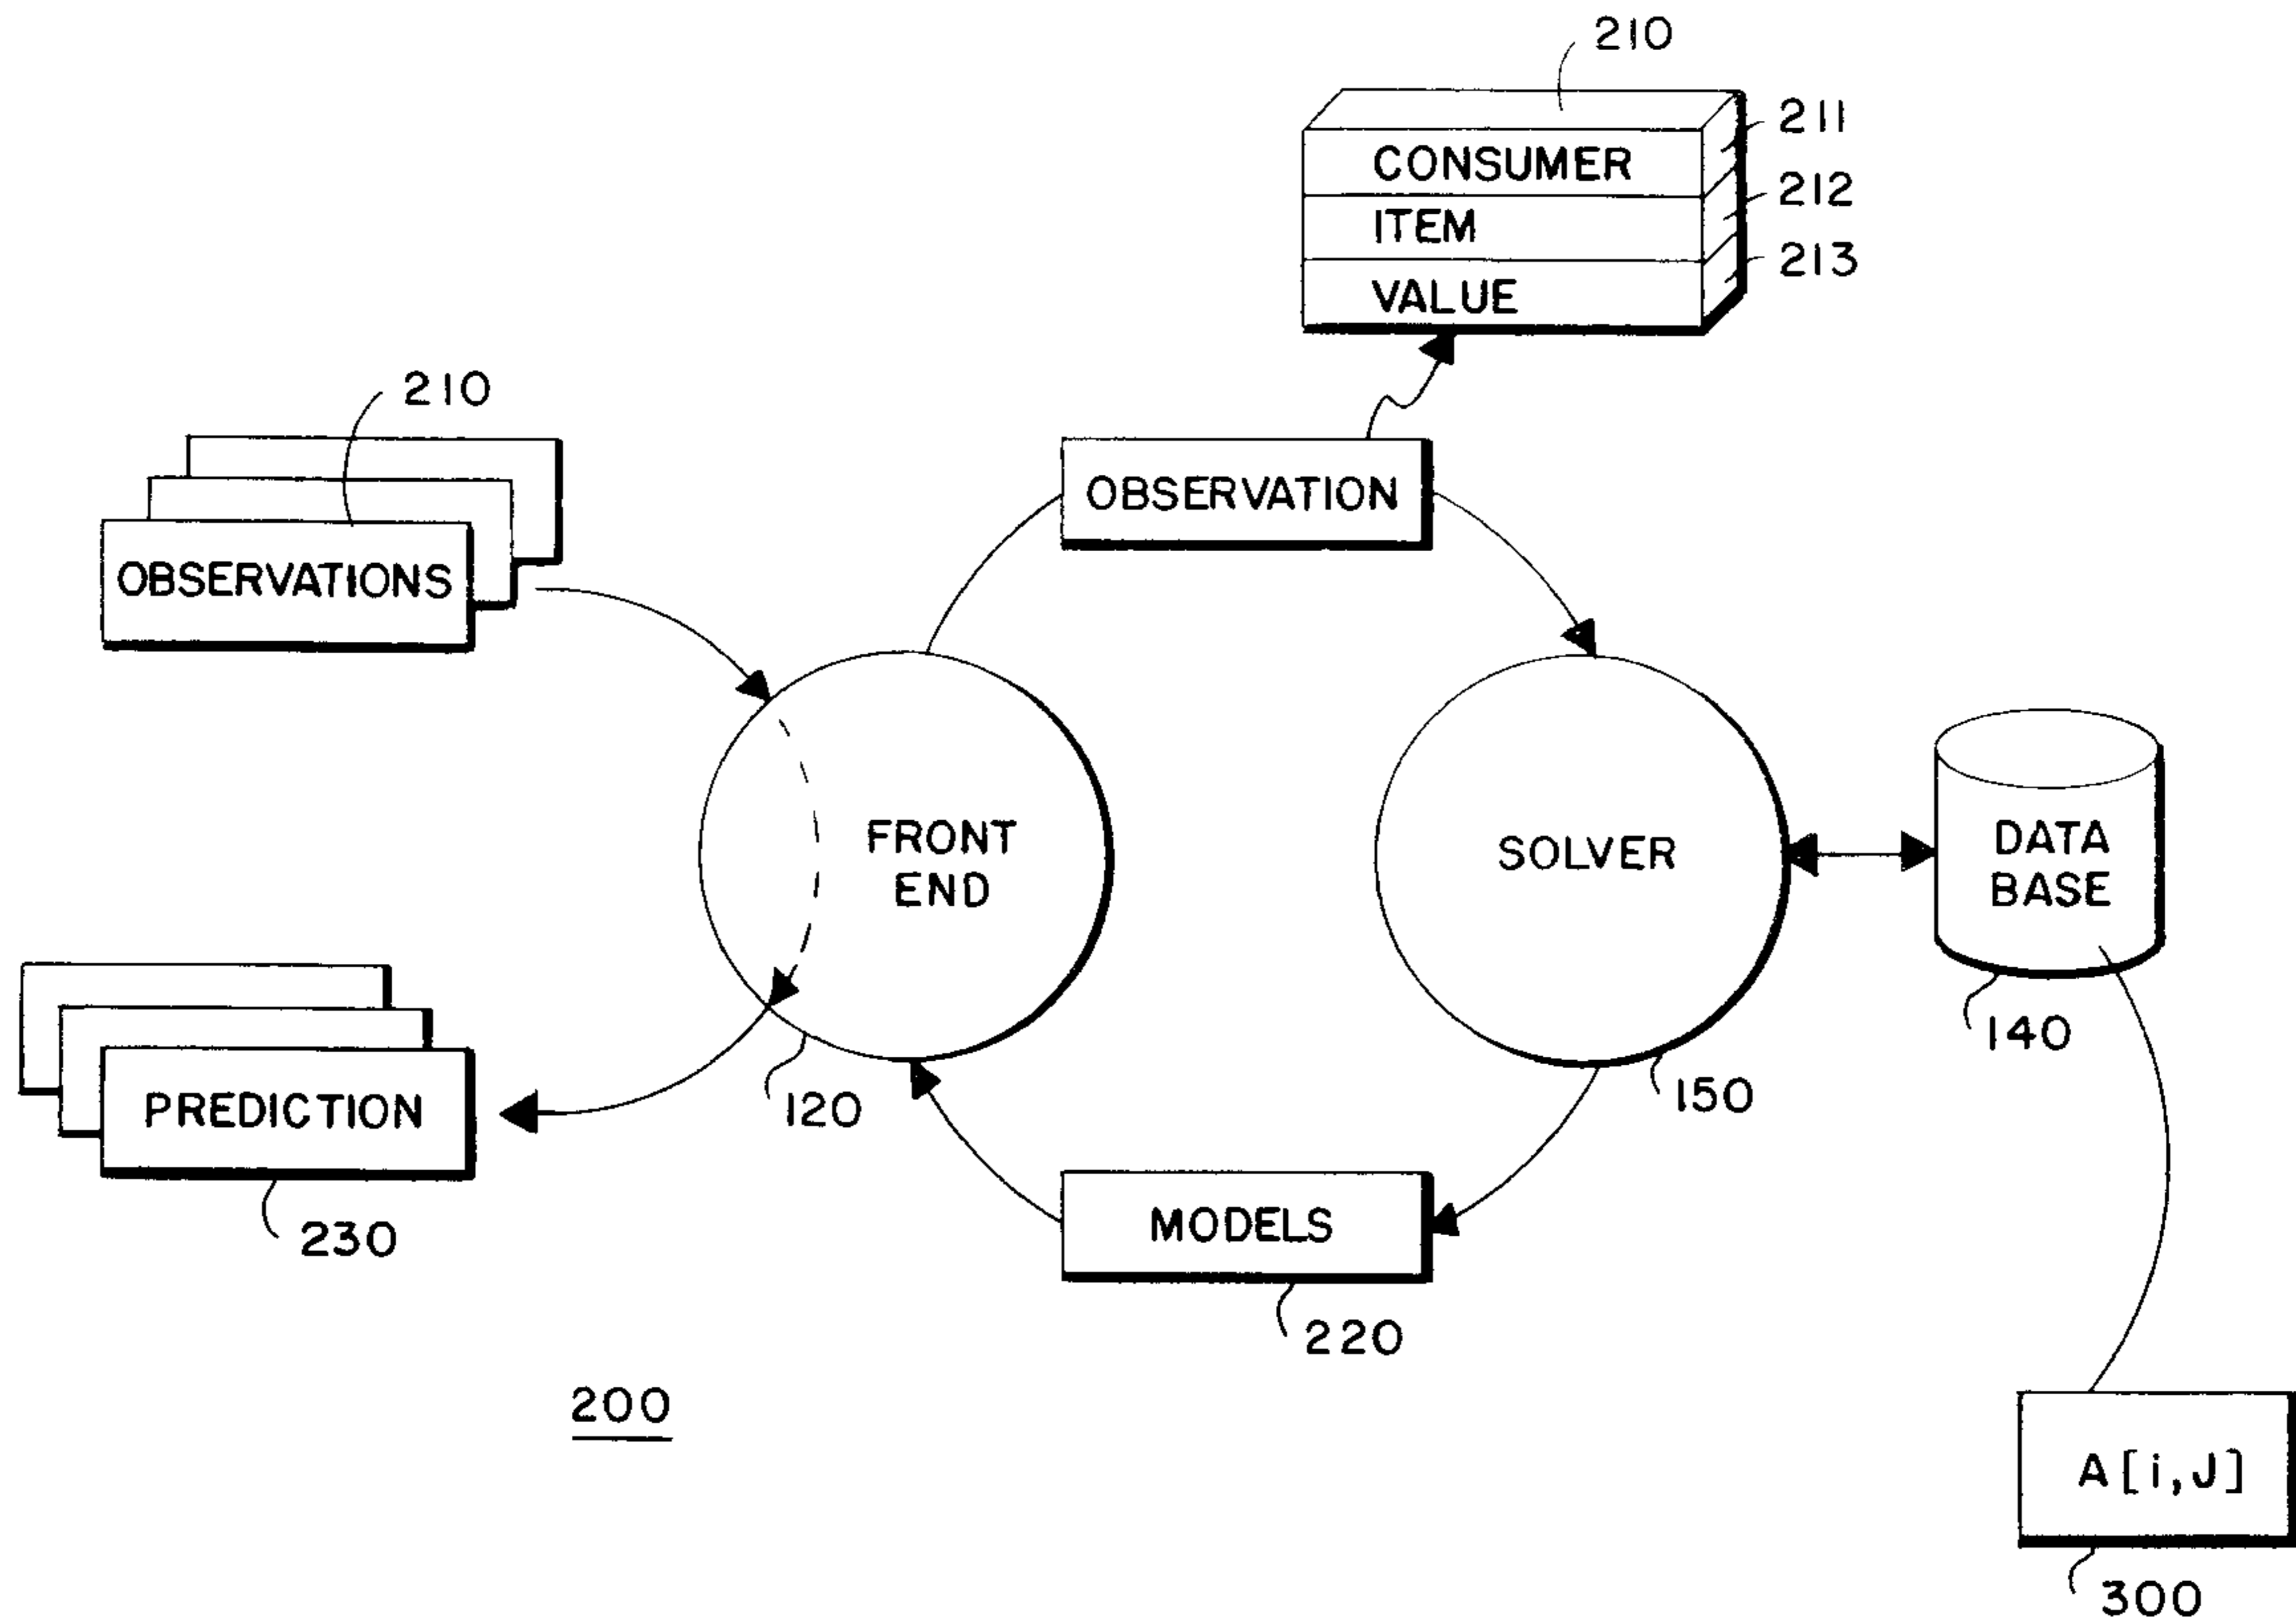 210
211
CONSUMER
212
ITEM
213
VALUE
210
OBSERVATION
OBSERVATIONS
FRONT
END
SOLVER
DATA
BASE
140
150
120
PREDICTION
230
MODELS
220
200
A[i,J]
300